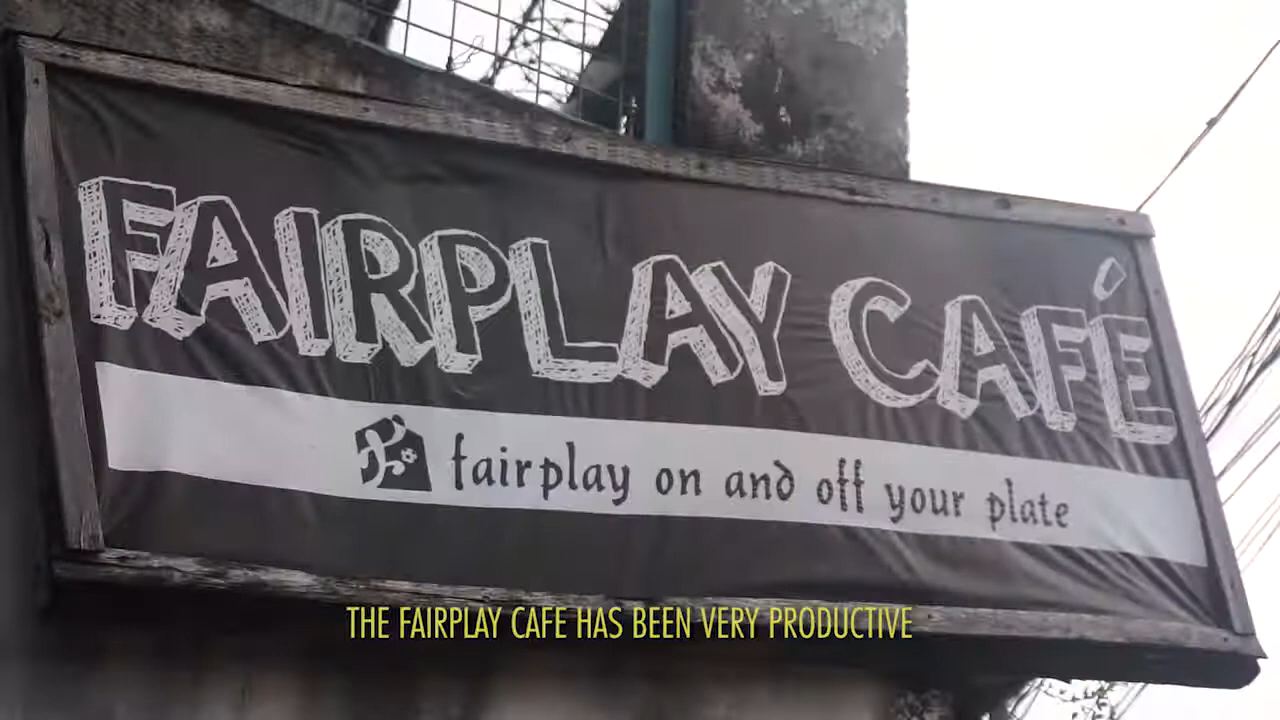 FAIRPLAY CAFÉ
fairplay on and off your plate
THE FAIRPLAY CAFE HAS BEEN VERY PRODUCTIVE